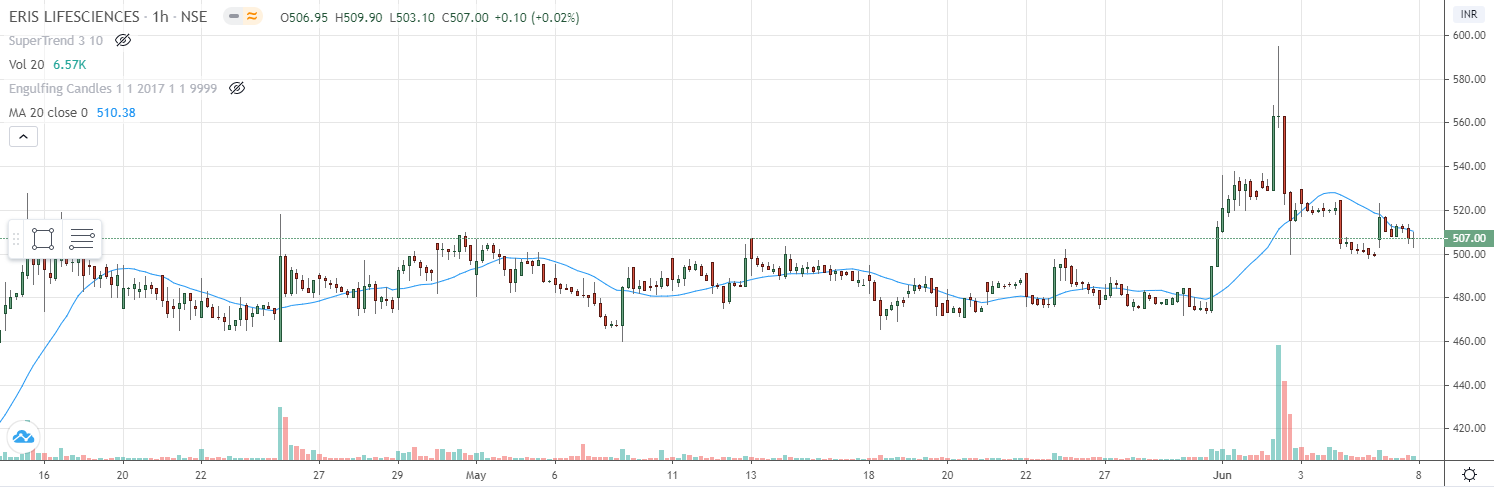 ERIS LIFESCIENCES · 1h · NSE O506.95 H509.90 L503.10 C507.00 +0.10 (+0.02%)
INR
SuperTrend 3 10
Vol 20 6.57K
Engulfing Candles 1 1 2017 1 1 9999
MA 20 close 0 510.38
600.00
580.00
560.00
540.00
520.00
507.00
500.00
480.00
460.00
440.00
420.00
16 20 22 27 29 May 6 11 13 18 20 22 27 Jun 3 8